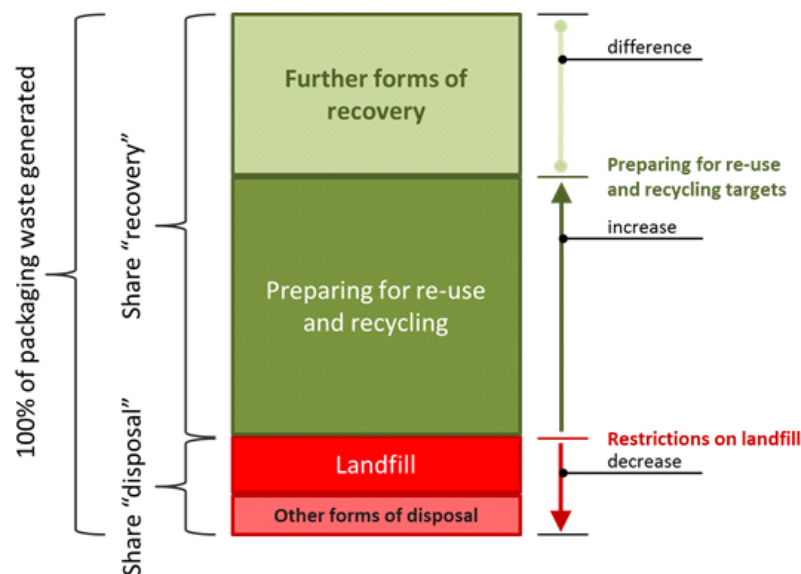 100% of packaging waste generated
Share “recovery”
Share “disposal”
Further forms of
recovery
Preparing for re-use
and recycling
Landfill
Other forms of disposal
difference
Preparing for re-use
and recycling targets
increase
Restrictions on landfill
decrease